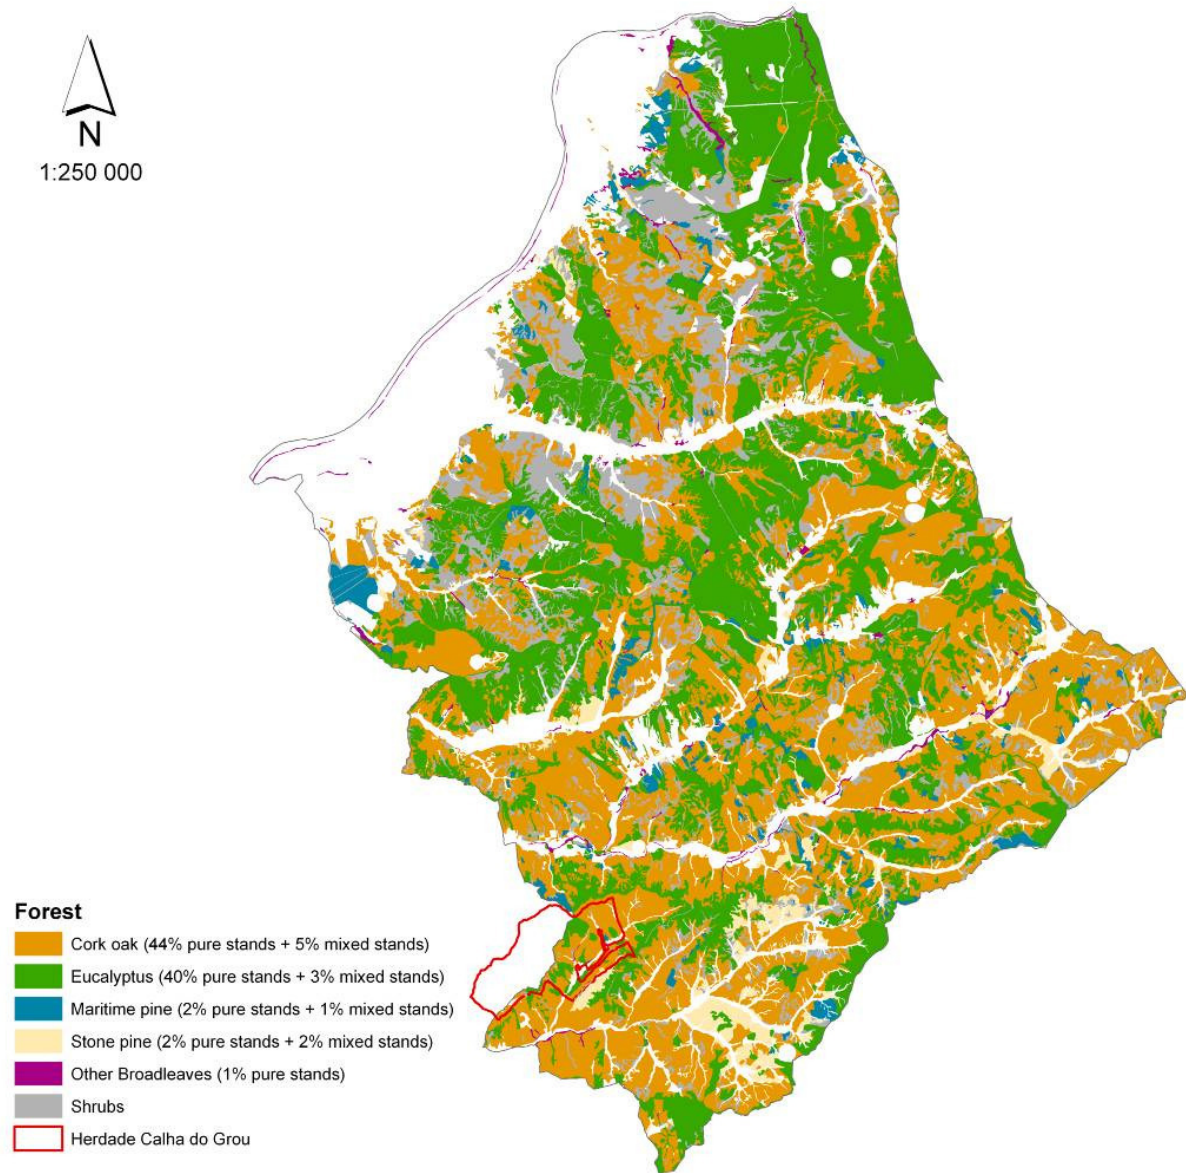 N
1:250 000
Forest
Cork oak (44% pure stands + 5% mixed stands)
Eucalyptus (40% pure stands + 3% mixed stands)
Maritime pine (2% pure stands + 1% mixed stands)
Stone pine (2% pure stands + 2% mixed stands)
Other Broadleaves (1% pure stands)
Shrubs
Herdade Calha do Grou